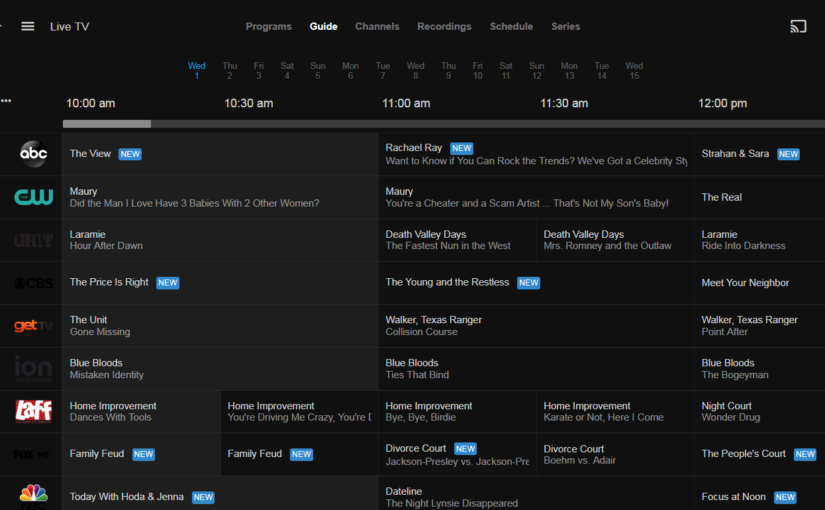 Live TV
Programs Guide Channels Recordings Schedule Series
Wed Thu Fri Sat Sun Mon Tue Wed Thu Fri Sat Sun Mon Tue Wed
1 2 3 4 5 6 7 8 9 10 11 12 13 14 15
10:00 am 10:30 am 11:00 am 11:30 am 12:00 pm
abc
The View NEW
Rachael Ray NEW
Want to Know if You Can Rock the Trends? We've Got a Celebrity Sty
Strahan & Sara NEW
THE CW
Maury
Did the Man I Love Have 3 Babies With 2 Other Women?
Maury
You're a Cheater and a Scam Artist ... That's Not My Son's Baby!
The Real
GRIT
Laramie
Hour After Dawn
Death Valley Days
The Fastest Nun in the West
Death Valley Days
Mrs. Romney and the Outlaw
Laramie
Ride Into Darkness
CBS
The Price Is Right NEW
The Young and the Restless NEW
Meet Your Neighbor
getTV
The Unit
Gone Missing
Walker, Texas Ranger
Collision Course
Walker, Texas Ranger
Point After
ion
TELEVISION
Blue Bloods
Mistaken Identity
Blue Bloods
Ties That Bind
Blue Bloods
The Bogeyman
Laff
Home Improvement
Dances With Tools
Home Improvement
You're Driving Me Crazy, You're D
Home Improvement
Bye, Bye, Birdie
Home Improvement
Karate or Not, Here I Come
Night Court
Wonder Drug
FOX HD
Family Feud NEW
Family Feud NEW
Divorce Court NEW
Jackson-Presley vs. Jackson-Pre
Divorce Court
Boehm vs. Adair
The People's Court NEW
Today With Hoda & Jenna NEW
Dateline
The Night Lynsie Disappeared
Focus at Noon NEW